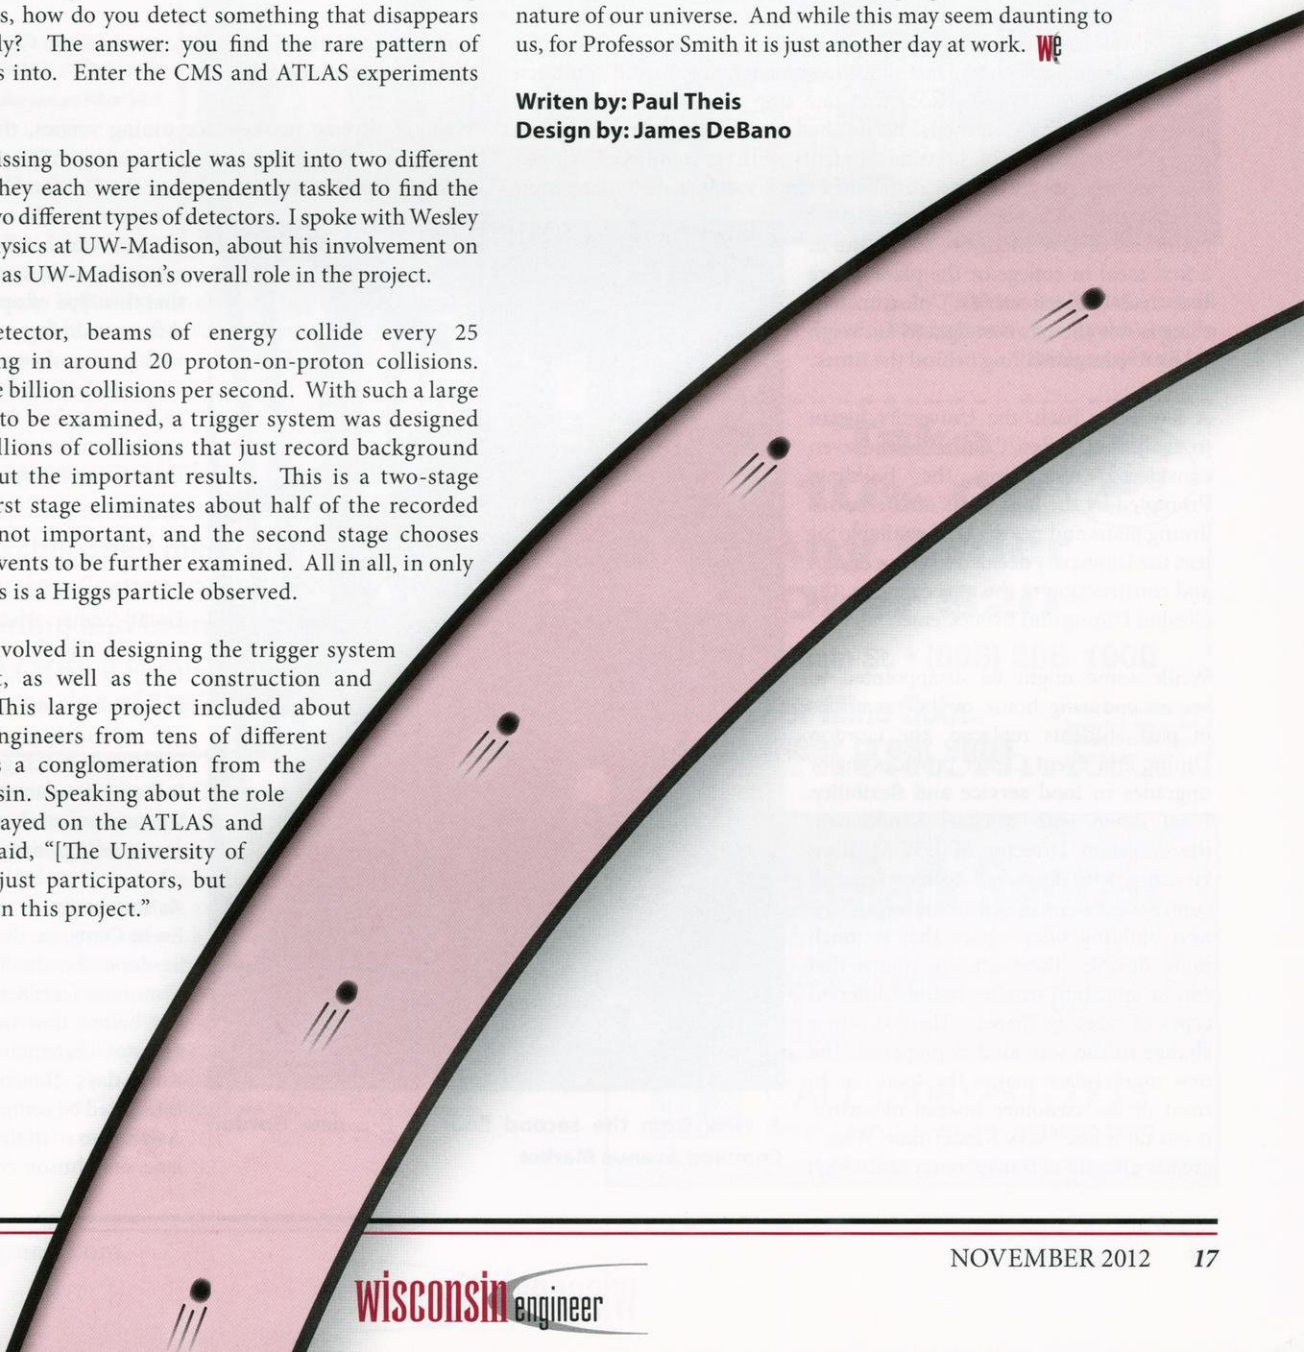 s, how do you detect something that disappears
ly? The answer: you find the rare pattern of
s into. Enter the CMS and ATLAS experiments
issing boson particle was split into two different
hey each were independently tasked to find the
vo different types of detectors. I spoke with Wesley
ysics at UW-Madison, about his involvement on
as UW-Madison's overall role in the project.
etector, beams of energy collide every 25
ng in around 20 proton-on-proton collisions.
e billion collisions per second. With such a large
to be examined, a trigger system was designed
llions of collisions that just record background
ut the important results. This is a two-stage
rst stage eliminates about half of the recorded
not important, and the second stage chooses
vents to be further examined. All in all, in only
s is a Higgs particle observed.
volved in designing the trigger system
t, as well as the construction and
This large project included about
ngineers from tens of different
s a conglomeration from the
sin. Speaking about the role
ayed on the ATLAS and
aid, “[The University of
just participators, but
n this project.”
nature of our universe. And while this may seem daunting to
us, for Professor Smith it is just another day at work. We
Writen by: Paul Theis
Design by: James DeBano
NOVEMBER 2012 17
wisconsin engineer